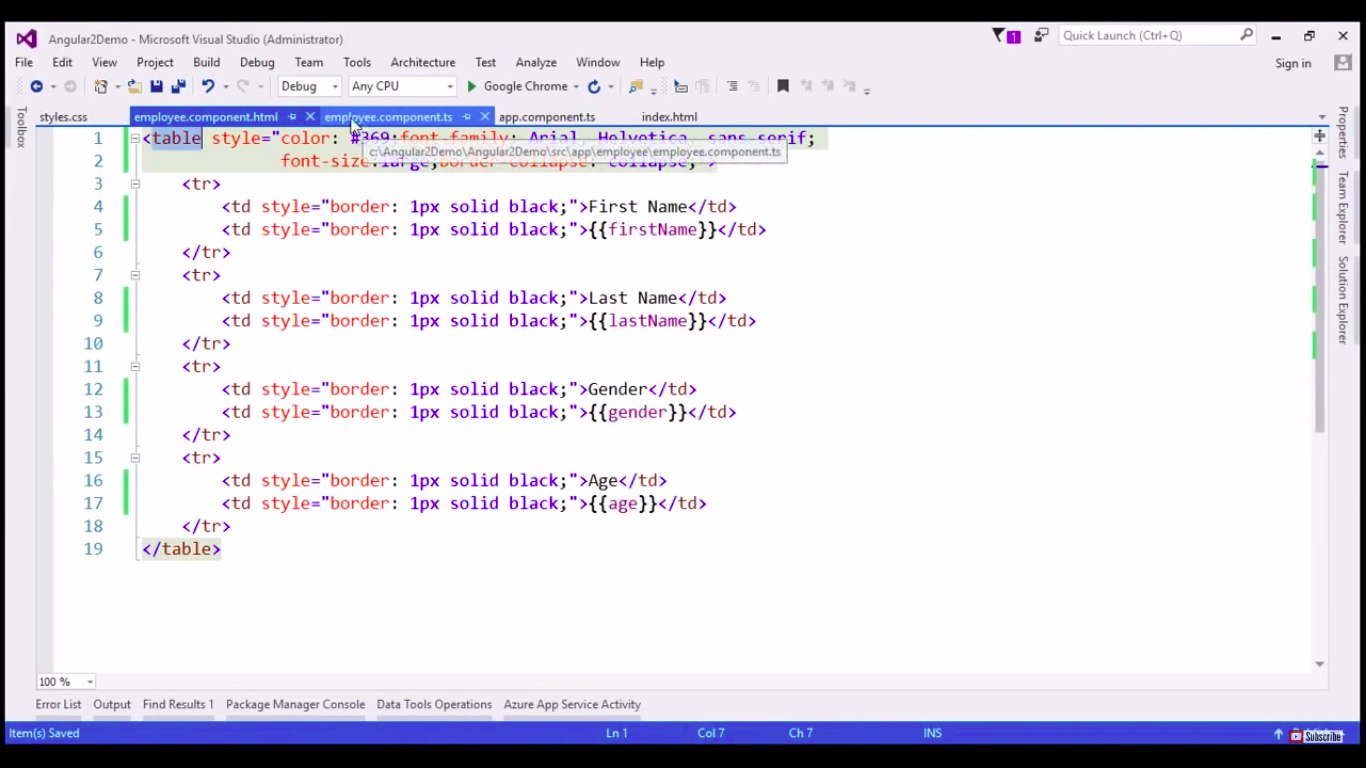 Angular2Demo - Microsoft Visual Studio (Administrator)
1
Quick Launch (Ctrl+Q)
File Edit View Project Build Debug Team Tools Architecture Test Analyze Window Help
Sign in
Debug Any CPU Google Chrome
Toolbox
styles.css employee.component.html employee.component.ts app.component.ts index.html
c:\Angular2Demo\Angular2Demo\src\app\employee\employee.component.ts
1 <table style="color: #369;font-family: Arial, Helvetica, sans-serif;
2 font-size:large;border-collapse: collapse;">
3 <tr>
4 <td style="border: 1px solid black;">First Name</td>
5 <td style="border: 1px solid black;">{{firstName}}</td>
6 </tr>
7 <tr>
8 <td style="border: 1px solid black;">Last Name</td>
9 <td style="border: 1px solid black;">{{lastName}}</td>
10 </tr>
11 <tr>
12 <td style="border: 1px solid black;">Gender</td>
13 <td style="border: 1px solid black;">{{gender}}</td>
14 </tr>
15 <tr>
16 <td style="border: 1px solid black;">Age</td>
17 <td style="border: 1px solid black;">{{age}}</td>
18 </tr>
19 </table>
Properties
Team Explorer
Solution Explorer
100 %
Error List Output Find Results 1 Package Manager Console Data Tools Operations Azure App Service Activity
Item(s) Saved Ln 1 Col 7 Ch 7 INS
Subscribe